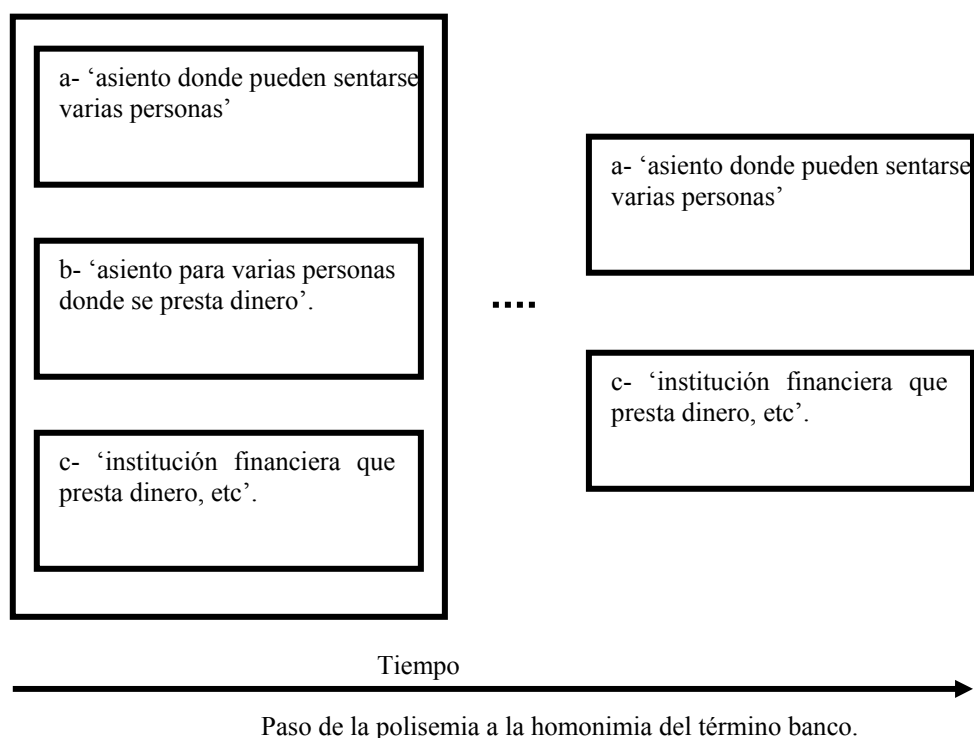 a- ‘asiento donde pueden sentarse
varias personas’
b- ‘asiento para varias personas
donde se presta dinero’.
c- ‘institución financiera que
presta dinero, etc’.
....
a- ‘asiento donde pueden sentarse
varias personas’
c- ‘institución financiera que
presta dinero, etc’.
Tiempo
Paso de la polisemia a la homonimia del término banco.